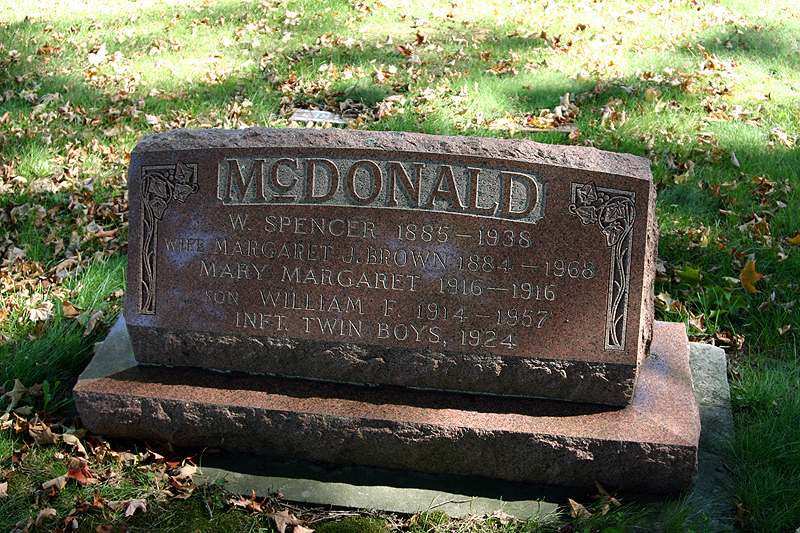 McDONALD
W. SPENCER 1885–1938
WIFE MARGARET J. BROWN 1884–1968
MARY MARGARET 1916–1916
SON WILLIAM F. 1914–1957
INFT. TWIN BOYS, 1924